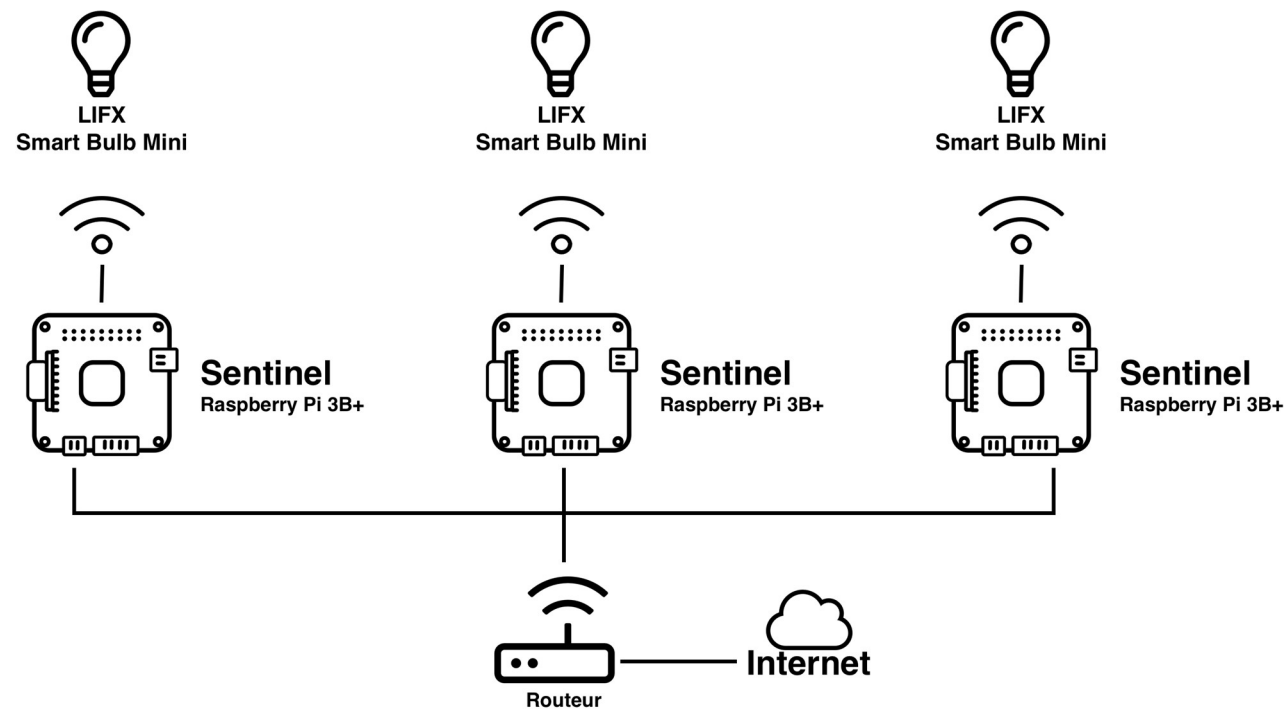 LIFX
Smart Bulb Mini
LIFX
Smart Bulb Mini
LIFX
Smart Bulb Mini
Sentinel
Raspberry Pi 3B+
Sentinel
Raspberry Pi 3B+
Sentinel
Raspberry Pi 3B+
Internet
Routeur